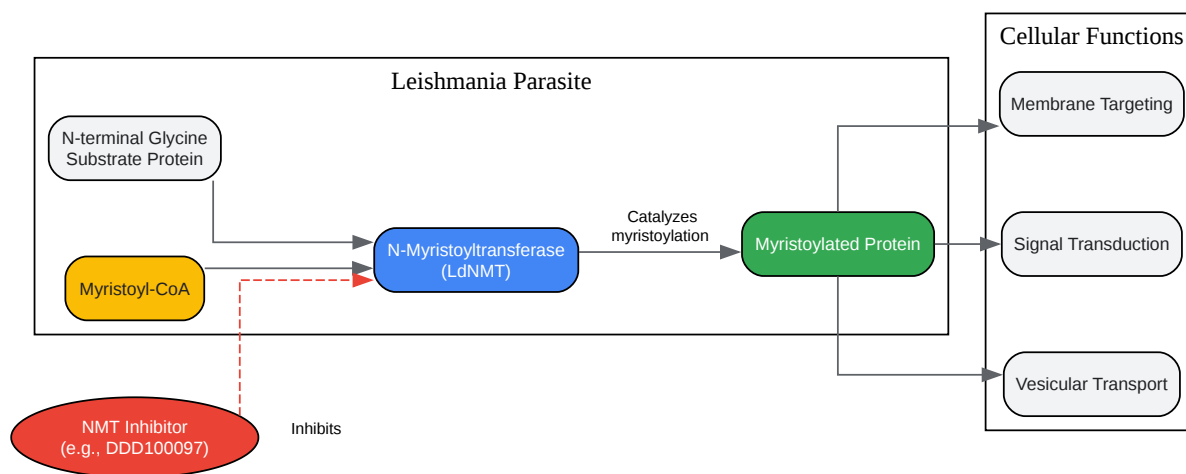 Cellular Functions
Leishmania Parasite
Membrane Targeting
N-terminal Glycine
Substrate Protein
Catalyzes
myristoylation
N-Myristoyltransferase
(LdNMT)
Myristoylated Protein
Signal Transduction
Myristoyl-CoA
Vesicular Transport
NMT Inhibitor
(e.g., DDD100097)
Inhibits